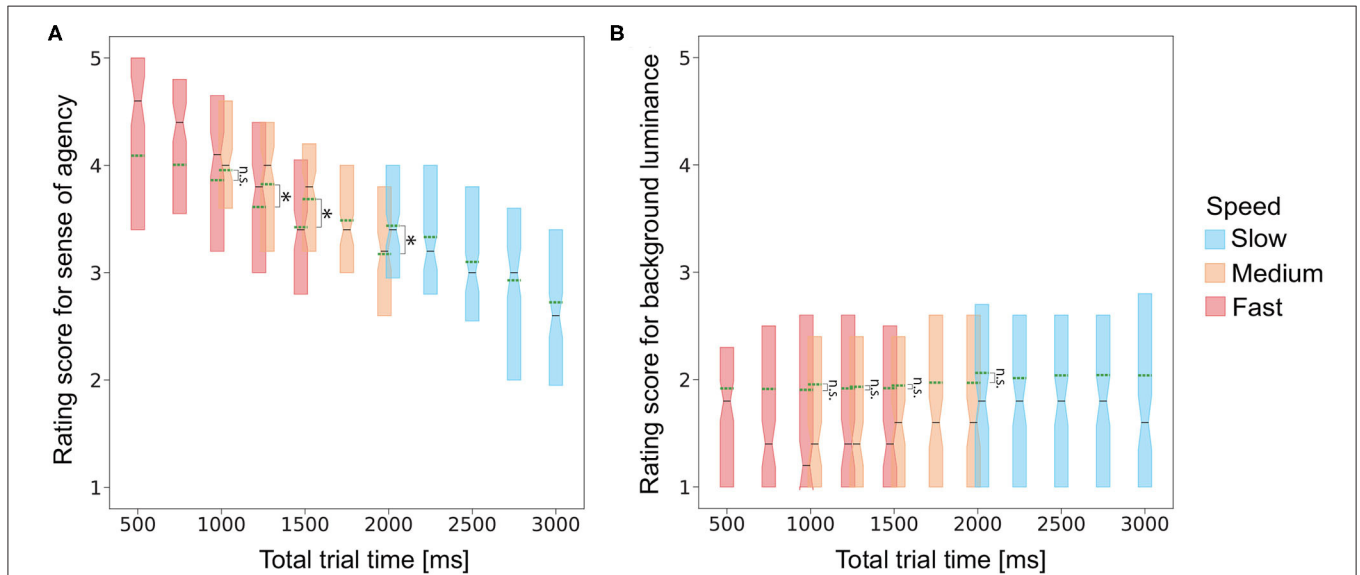 A
Rating score for sense of agency
5
4
3
2
1
n.s.
*
*
*
500 1000 1500 2000 2500 3000
Total trial time [ms]
B
Rating score for background luminance
5
4
3
2
1
n.s.
n.s.
n.s.
n.s.
500 1000 1500 2000 2500 3000
Total trial time [ms]
Speed
Slow
Medium
Fast